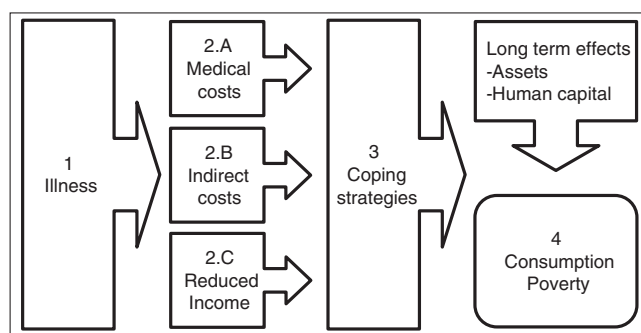 1
Illness
2.A
Medical
costs
2.B
Indirect
costs
2.C
Reduced
Income
3
Coping
strategies
Long term effects
-Assets
-Human capital
4
Consumption
Poverty